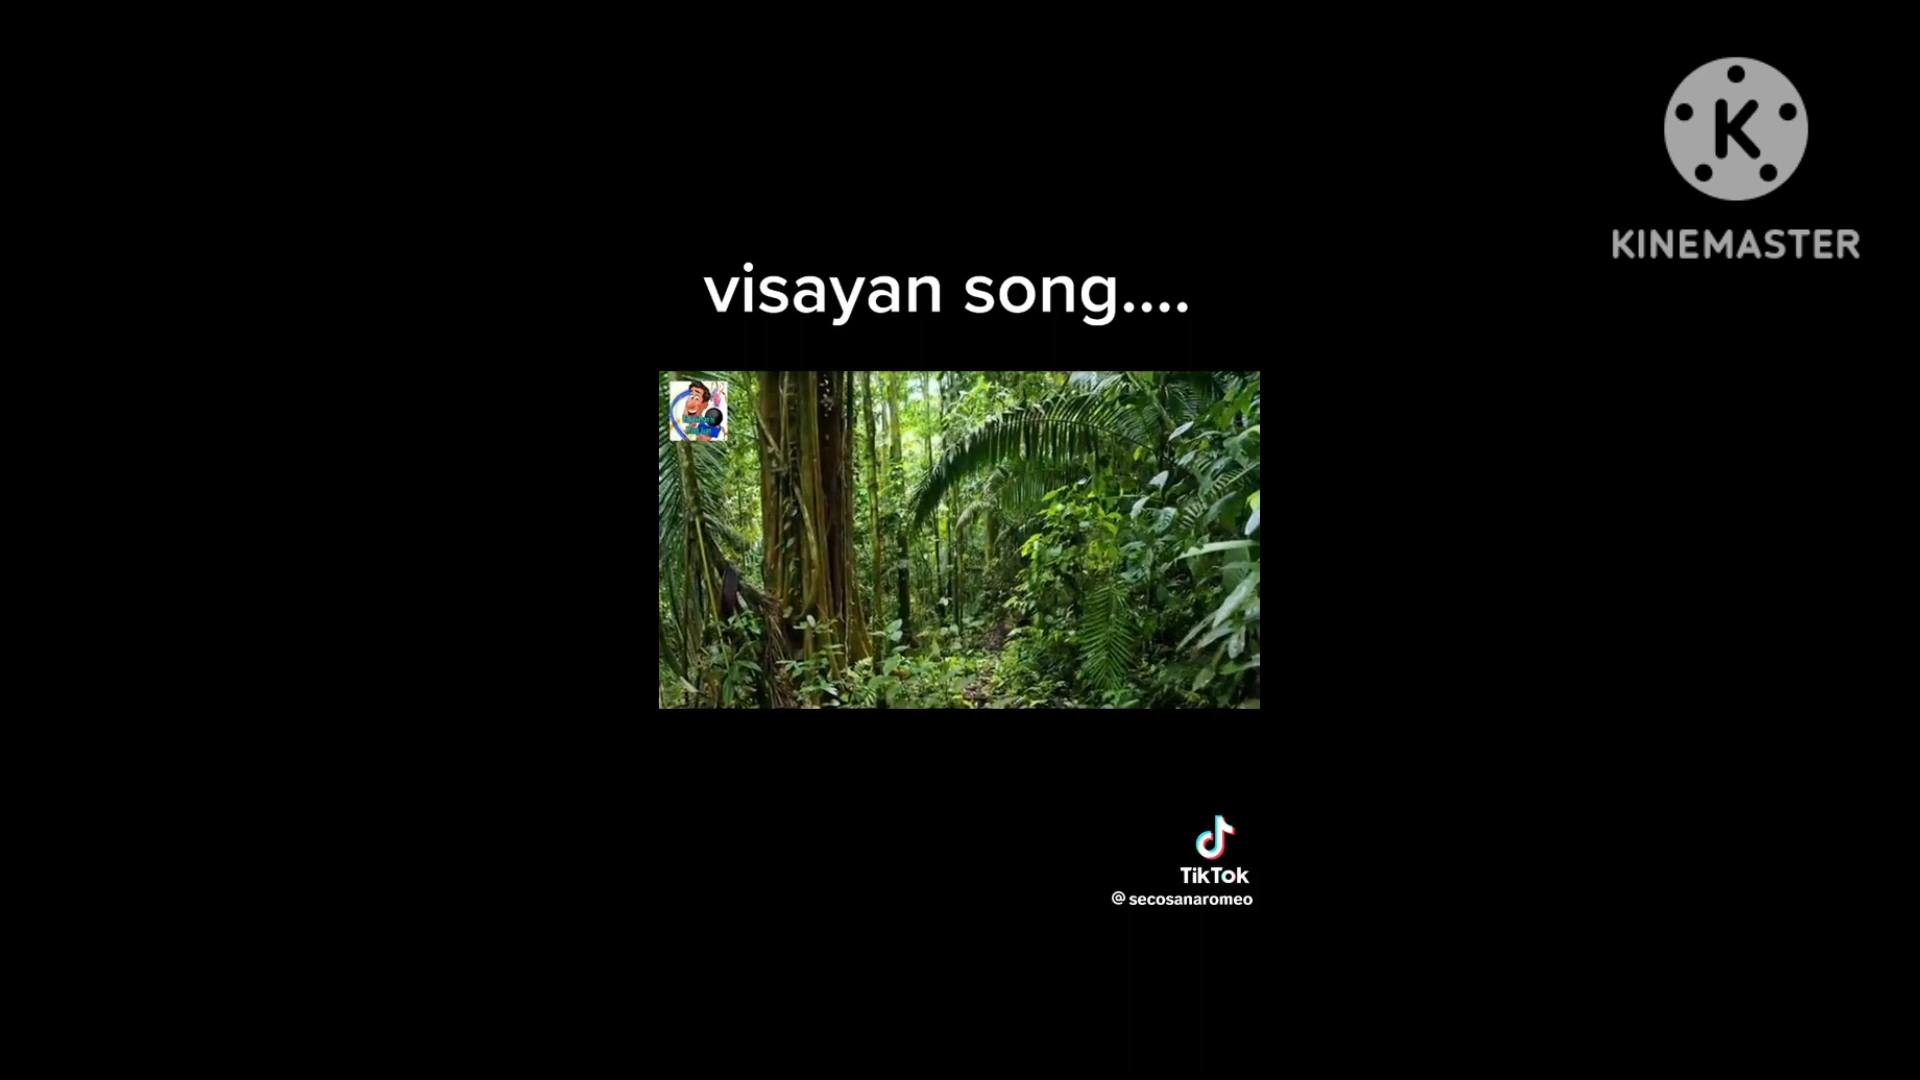 visayan song....
K
KINEMASTER
TikTok
@secosanaromeo